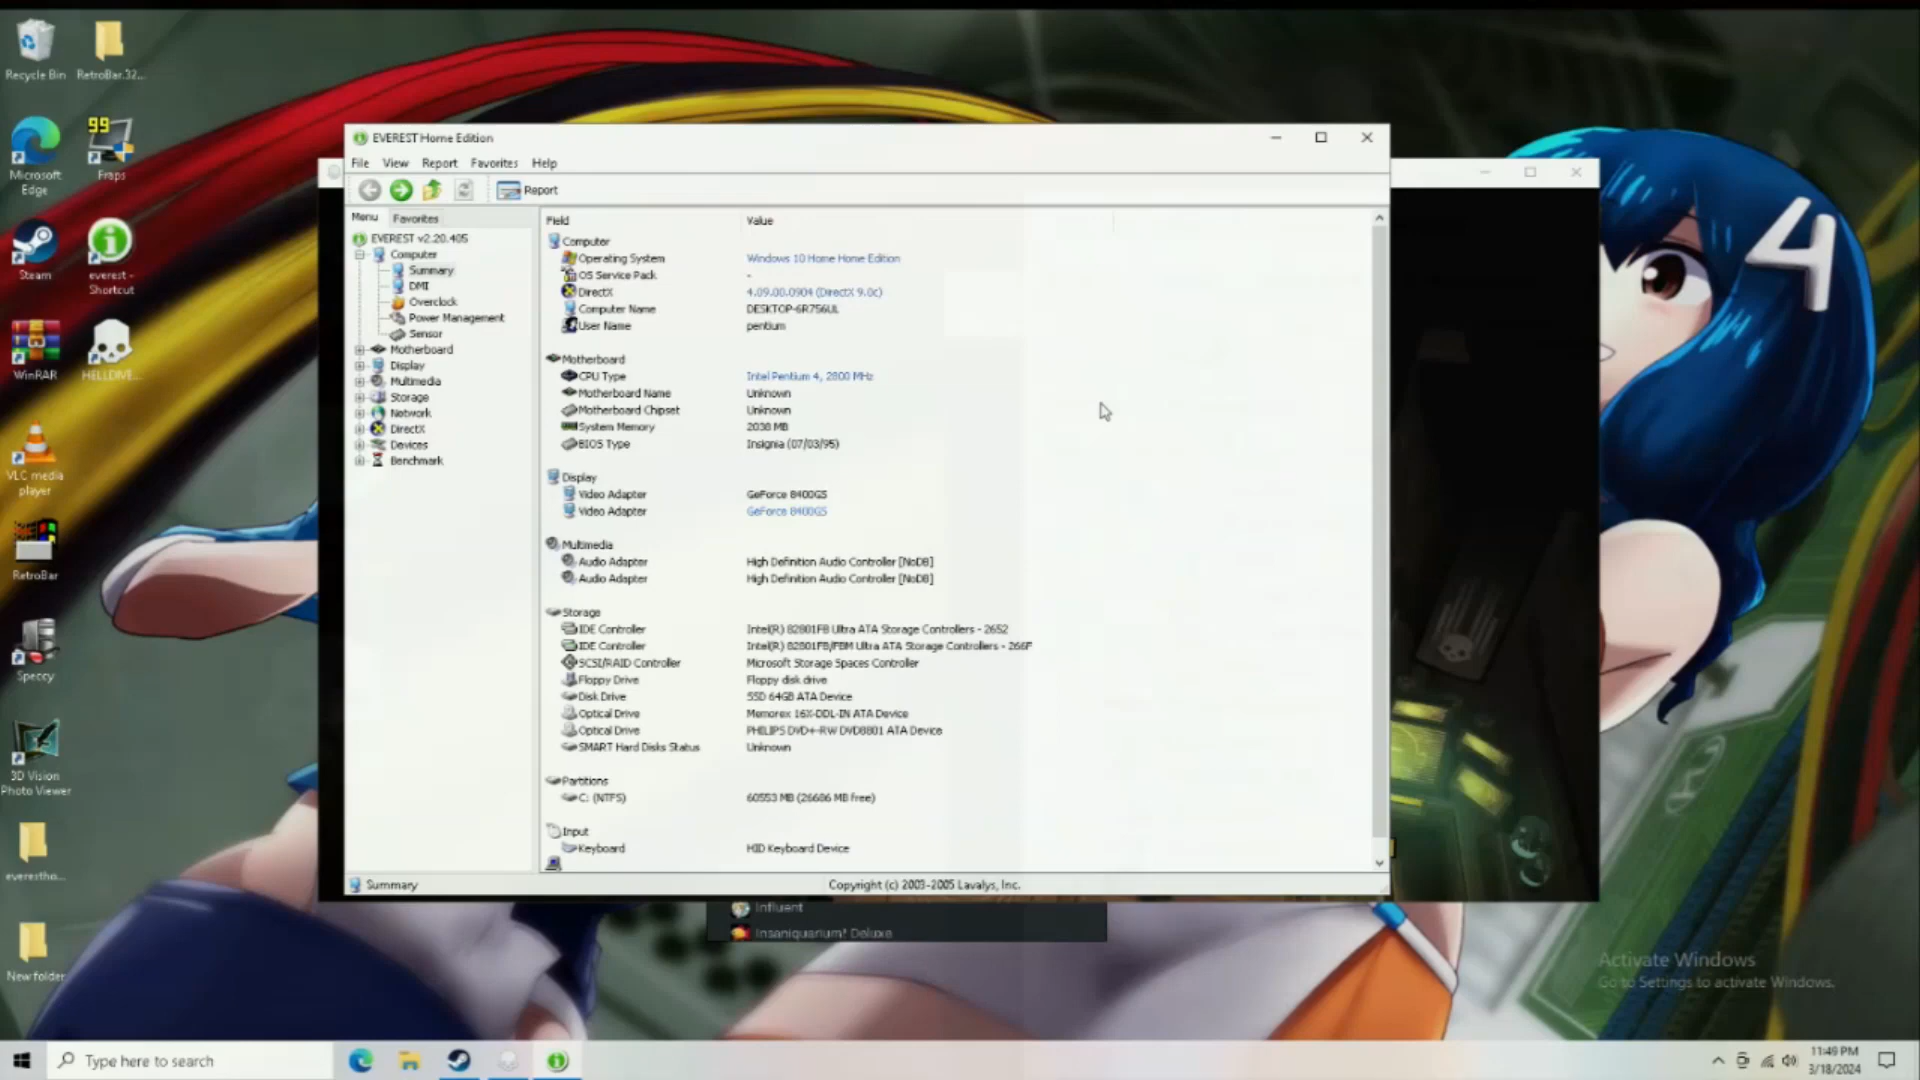 Recycle Bin
RetroBar.32...
Microsoft Edge
99
Fraps
Steam
everest - Shortcut
WinRAR
HELLDIVE...
VLC media player
RetroBar
Speccy
3D Vision Photo Viewer
everestho...
New folder
EVEREST Home Edition
File View Report Favorites Help
Report
Menu Favorites
EVEREST v2.20.405
Computer
Summary
DMI
Overclock
Power Management
Sensor
Motherboard
Display
Multimedia
Storage
Network
DirectX
Devices
Benchmark
Field Value
Computer
Operating System Windows 10 Home Home Edition
OS Service Pack -
DirectX 4.09.00.0904 (DirectX 9.0c)
Computer Name DESKTOP-6R756UL
User Name pentium
Motherboard
CPU Type Intel Pentium 4, 2800 MHz
Motherboard Name Unknown
Motherboard Chipset Unknown
System Memory 2038 MB
BIOS Type Insignia (07/03/95)
Display
Video Adapter GeForce 8400GS
Video Adapter GeForce 8400GS
Multimedia
Audio Adapter High Definition Audio Controller [NoDB]
Audio Adapter High Definition Audio Controller [NoDB]
Storage
IDE Controller Intel(R) 82801FB Ultra ATA Storage Controllers - 2652
IDE Controller Intel(R) 82801FB/FBM Ultra ATA Storage Controllers - 266F
SCSI/RAID Controller Microsoft Storage Spaces Controller
Floppy Drive Floppy disk drive
Disk Drive SSD 64GB ATA Device
Optical Drive Memorex 16X-DDL-IN ATA Device
Optical Drive PHILIPS DVD+-RW DVD8801 ATA Device
SMART Hard Disks Status Unknown
Partitions
C: (NTFS) 60553 MB (26686 MB free)
Input
Keyboard HID Keyboard Device
Summary Copyright (c) 2003-2005 Lavalys, Inc.
Influent
Insaniquarium! Deluxe
4
Activate Windows
Go to Settings to activate Windows.
Type here to search
11:49 PM
3/18/2024